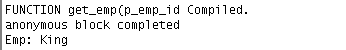 FUNCTION get_emp(p_emp_id Compiled.
anonymous block completed
Emp: King